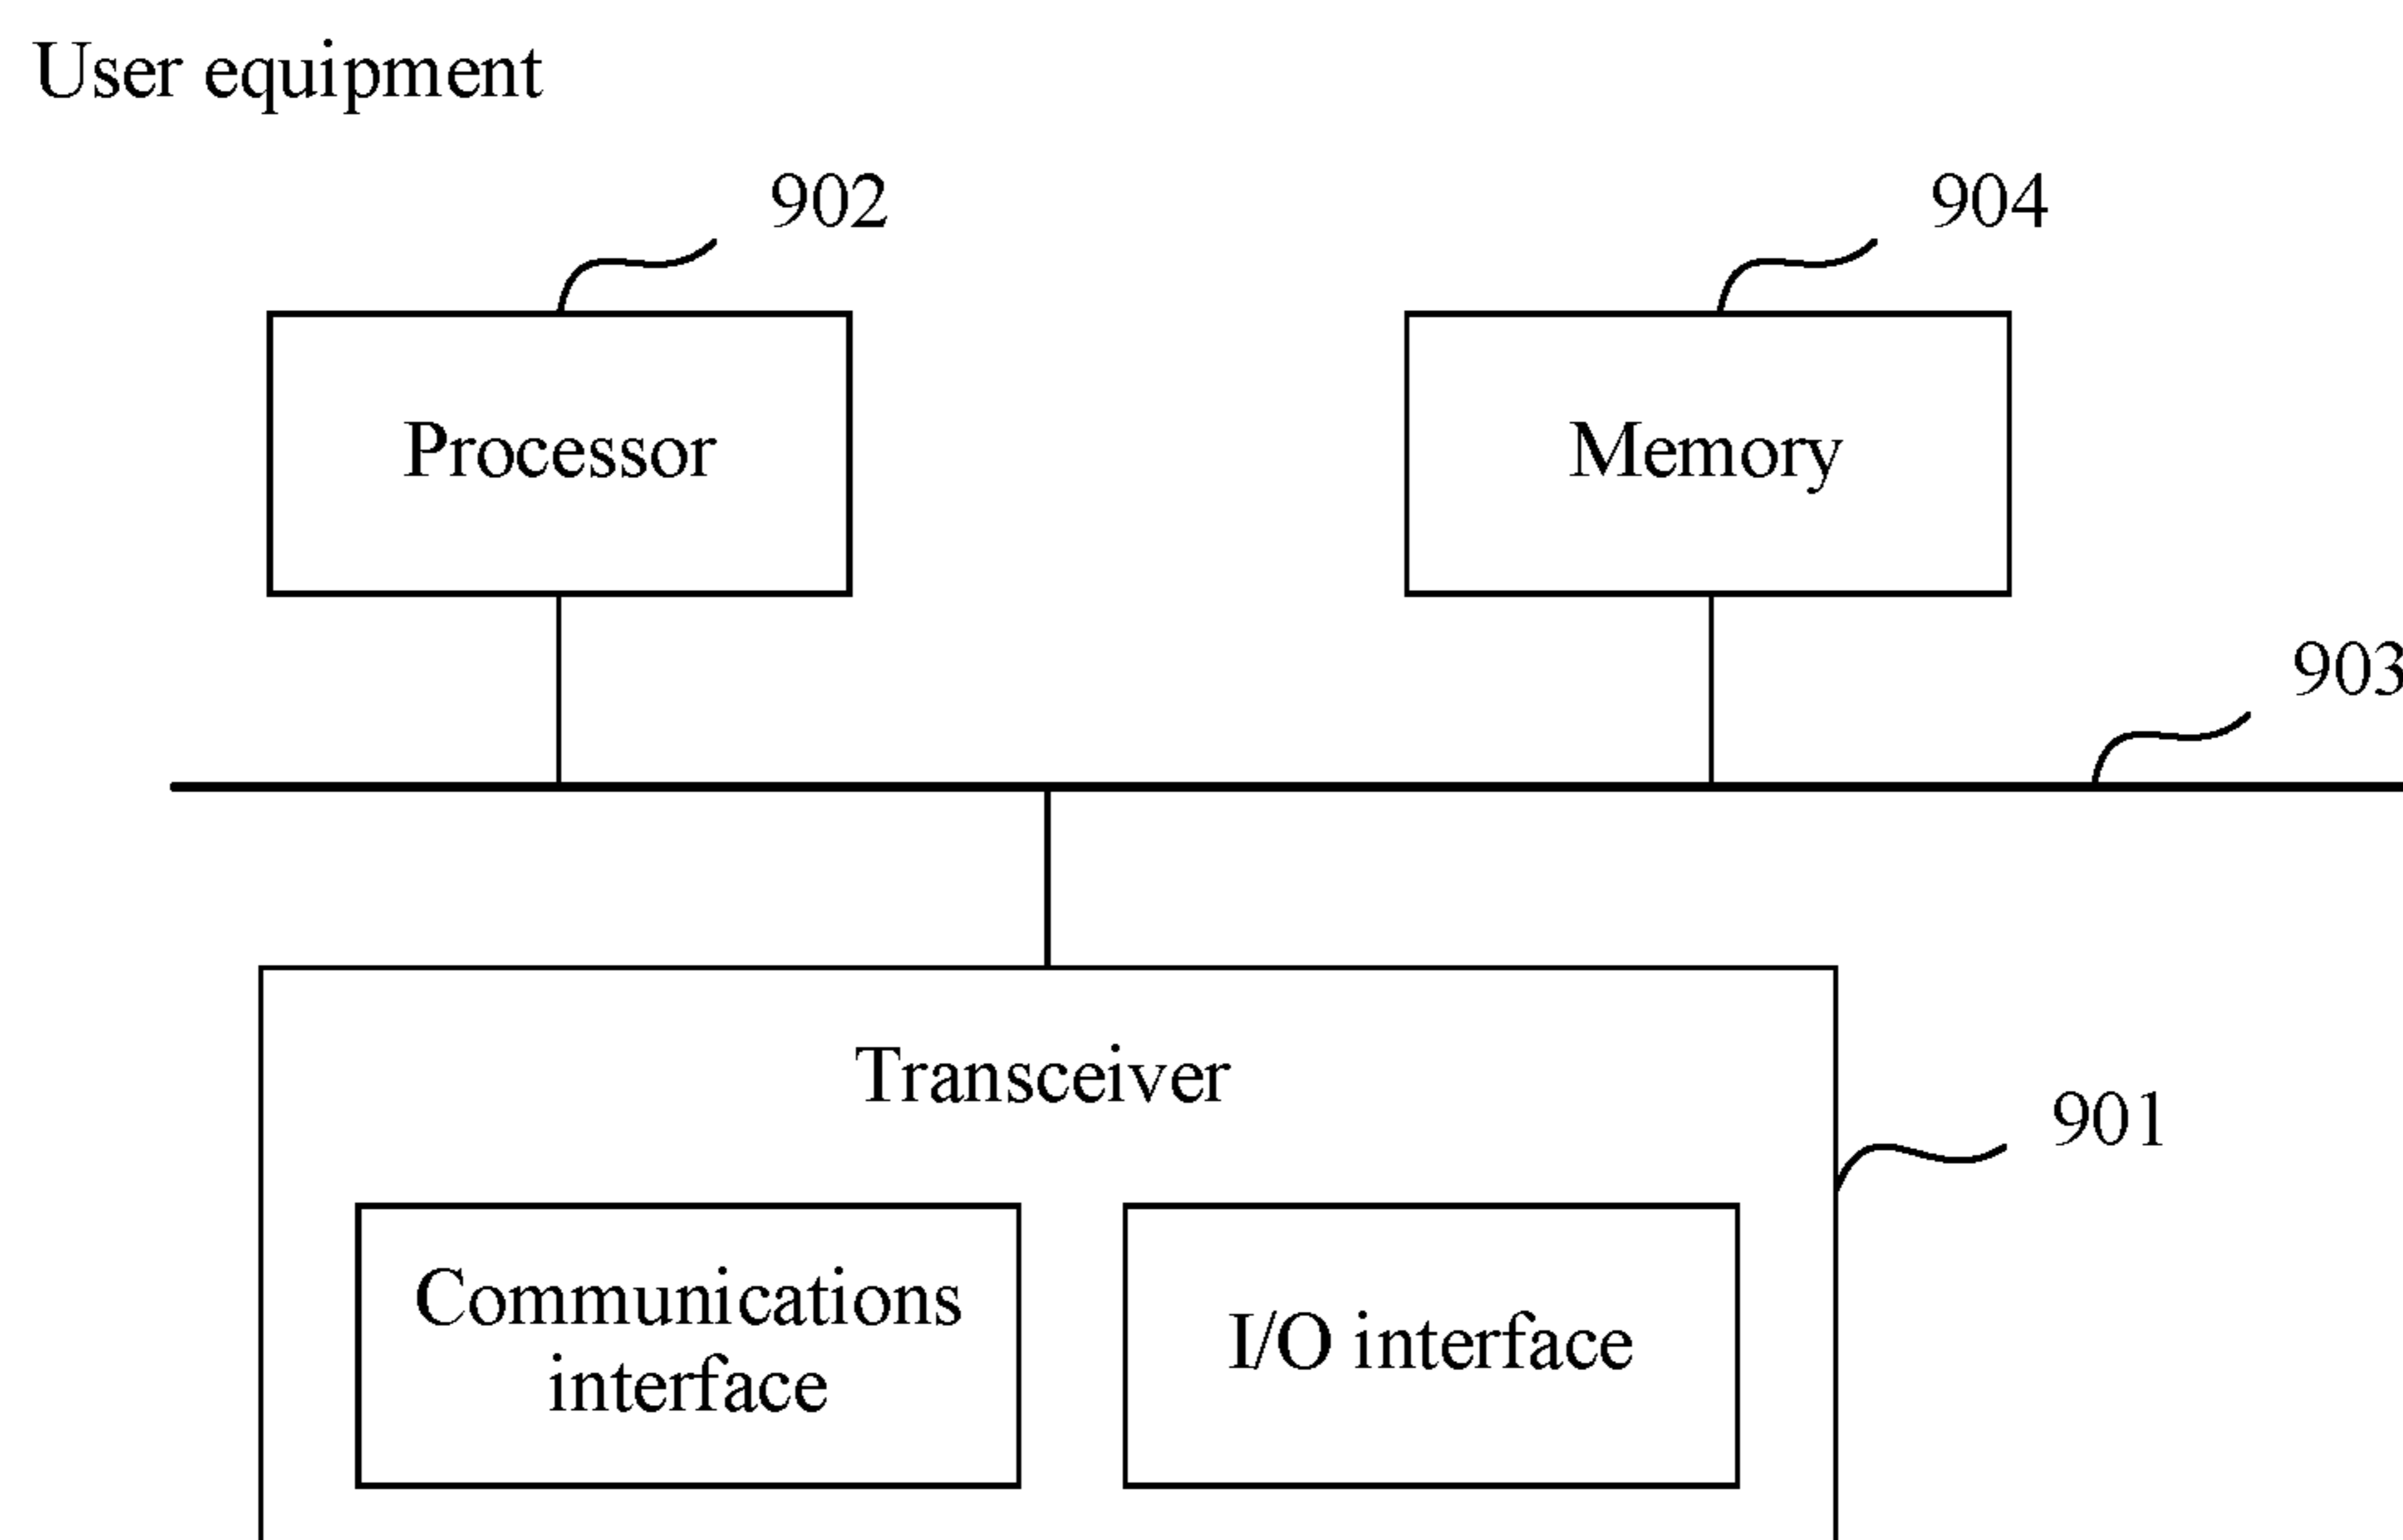 User equipment
902
904
Processor
Memory
903
Transceiver
901
Communications
interface
I/O interface